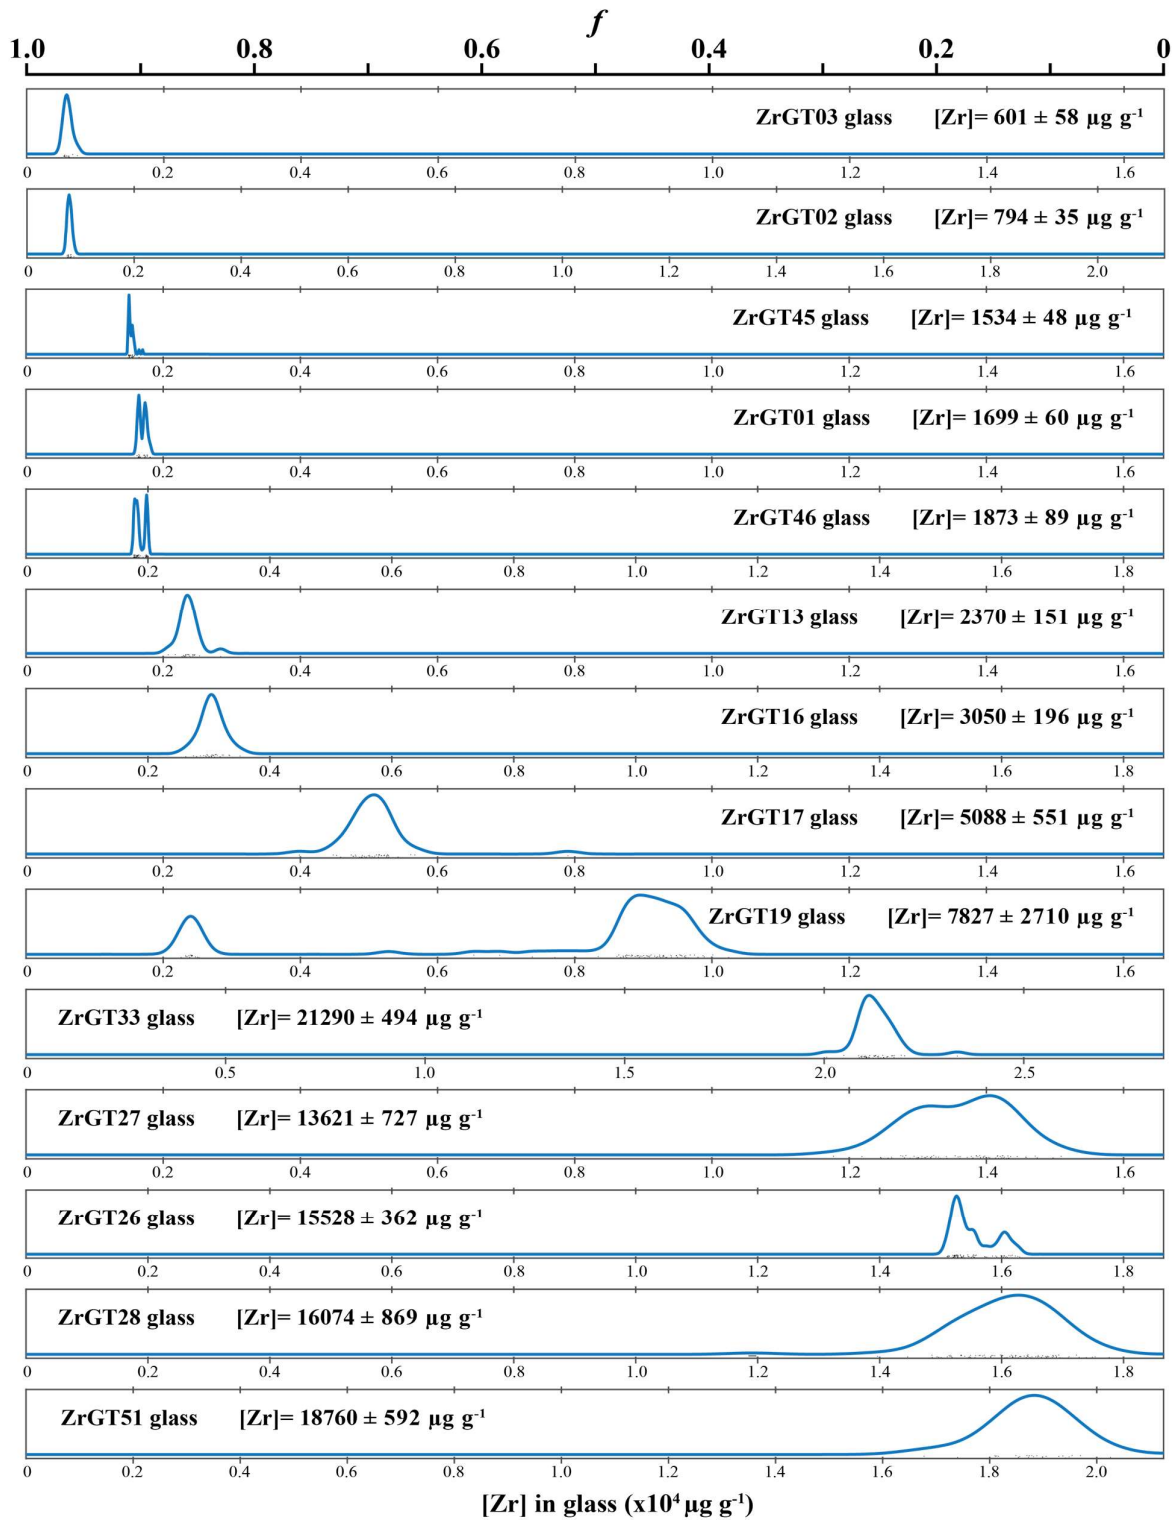 f
1.0 0.8 0.6 0.4 0.2 0
ZrGT03 glass [Zr]= 601 ± 58 µg g⁻¹
0 0.2 0.4 0.6 0.8 1.0 1.2 1.4 1.6
ZrGT02 glass [Zr]= 794 ± 35 µg g⁻¹
0 0.2 0.4 0.6 0.8 1.0 1.2 1.4 1.6 1.8 2.0
ZrGT45 glass [Zr]= 1534 ± 48 µg g⁻¹
0 0.2 0.4 0.6 0.8 1.0 1.2 1.4 1.6
ZrGT01 glass [Zr]= 1699 ± 60 µg g⁻¹
0 0.2 0.4 0.6 0.8 1.0 1.2 1.4 1.6
ZrGT46 glass [Zr]= 1873 ± 89 µg g⁻¹
0 0.2 0.4 0.6 0.8 1.0 1.2 1.4 1.6 1.8
ZrGT13 glass [Zr]= 2370 ± 151 µg g⁻¹
0 0.2 0.4 0.6 0.8 1.0 1.2 1.4 1.6
ZrGT16 glass [Zr]= 3050 ± 196 µg g⁻¹
0 0.2 0.4 0.6 0.8 1.0 1.2 1.4 1.6 1.8
ZrGT17 glass [Zr]= 5088 ± 551 µg g⁻¹
0 0.2 0.4 0.6 0.8 1.0 1.2 1.4 1.6
ZrGT19 glass [Zr]= 7827 ± 2710 µg g⁻¹
0 0.2 0.4 0.6 0.8 1.0 1.2 1.4 1.6
ZrGT33 glass [Zr]= 21290 ± 494 µg g⁻¹
0 0.5 1.0 1.5 2.0 2.5
ZrGT27 glass [Zr]= 13621 ± 727 µg g⁻¹
0 0.2 0.4 0.6 0.8 1.0 1.2 1.4 1.6
ZrGT26 glass [Zr]= 15528 ± 362 µg g⁻¹
0 0.2 0.4 0.6 0.8 1.0 1.2 1.4 1.6 1.8
ZrGT28 glass [Zr]= 16074 ± 869 µg g⁻¹
0 0.2 0.4 0.6 0.8 1.0 1.2 1.4 1.6 1.8
ZrGT51 glass [Zr]= 18760 ± 592 µg g⁻¹
0 0.2 0.4 0.6 0.8 1.0 1.2 1.4 1.6 1.8 2.0
[Zr] in glass (x10⁴ µg g⁻¹)